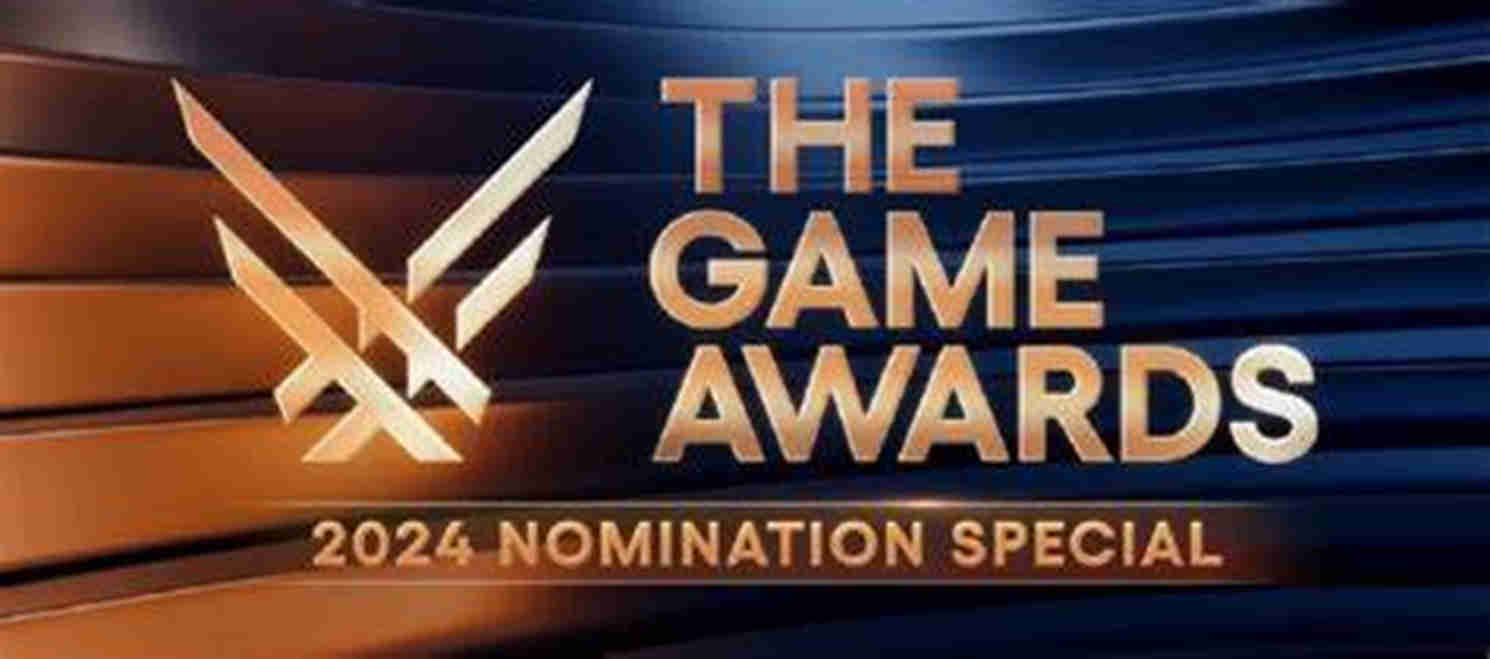 THE
GAME
AWARDS
2024 NOMINATION SPECIAL